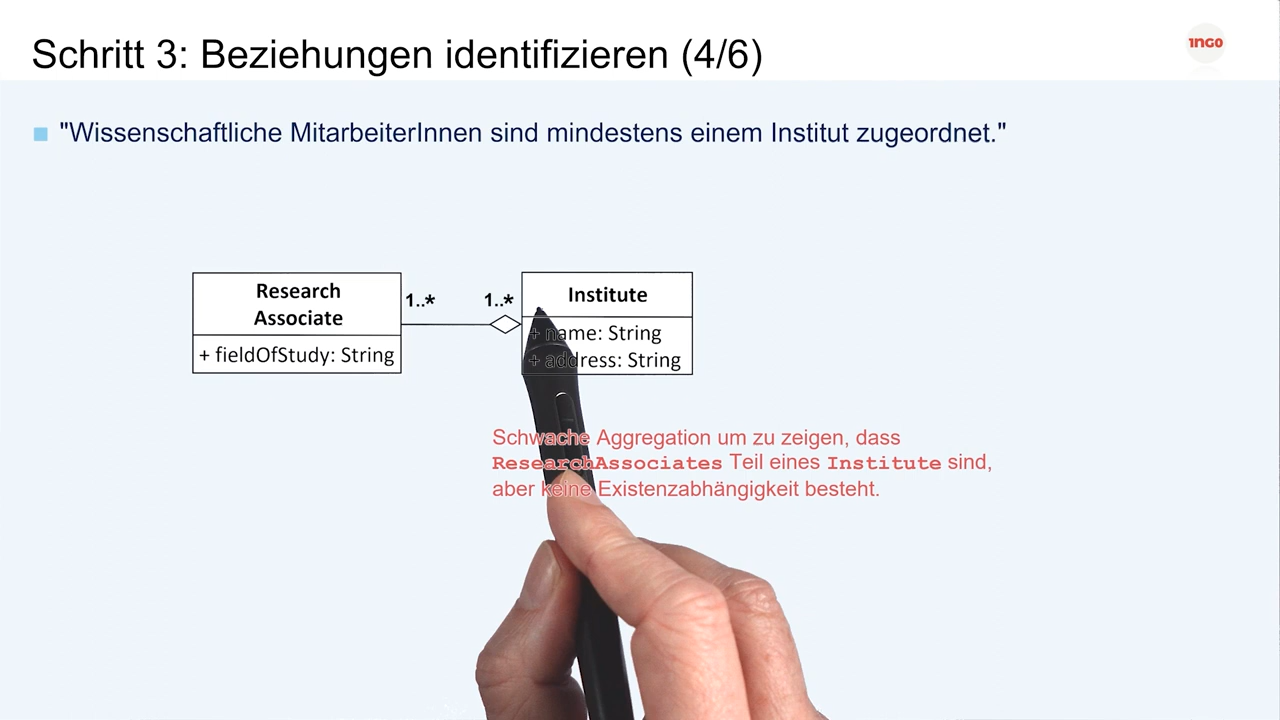 Schritt 3: Beziehungen identifizieren (4/6)
1NGO
"Wissenschaftliche MitarbeiterInnen sind mindestens einem Institut zugeordnet."
Research
Associate
+ fieldOfStudy: String
1..*
1..*
Institute
+ name: String
+ address: String
Schwache Aggregation um zu zeigen, dass
ResearchAssociates Teil eines Institute sind,
aber keine Existenzabhängigkeit besteht.